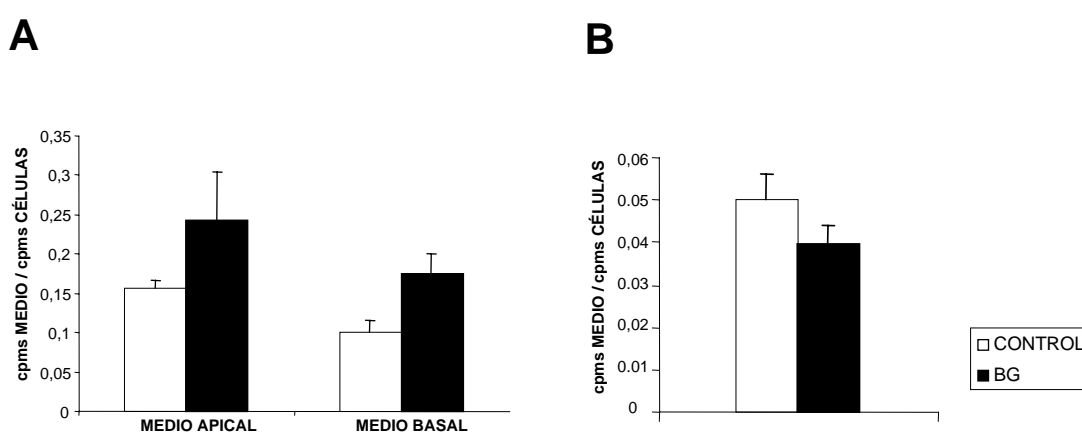 A
B
cpms MEDIO / cpms CÉLULAS
0,35
0,3
0,25
0,2
0,15
0,1
0,05
0
MEDIO APICAL
MEDIO BASAL
cpms MEDIO / cpms CÉLULAS
0,06
0.05
0,04
0.03
0,02
0.01
0
CONTROL
BG